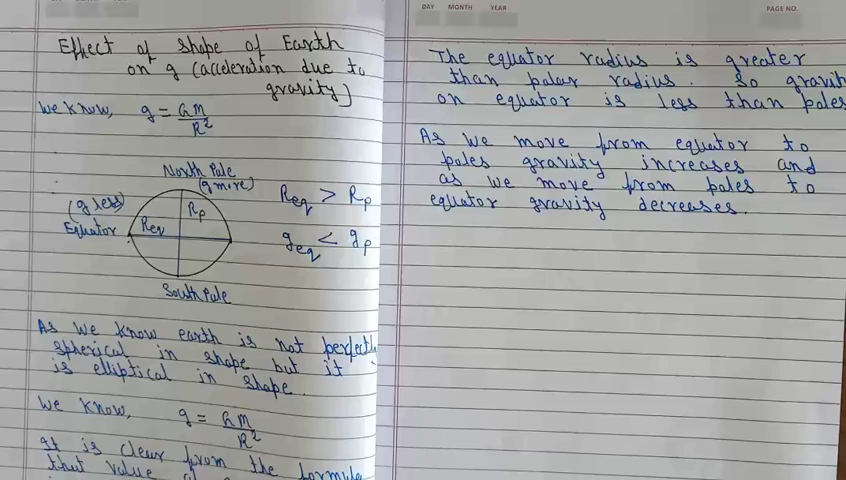 Effect of shape of Earth
on g (acceleration due to
gravity)
We know, g = GM/R²
North Pole
(g more)
(g less)
Equator
Req
Rp
Req > Rp
geq < gp
South Pole
As we know earth is not perfectly
spherical in shape but it
is elliptical in shape.
We know, g = GM/R²
It is clear from the formula
that value
DAY MONTH YEAR
PAGE NO.
The equator radius is greater
than polar radius. So gravit
on equator is less than poles
As we move from equator to
poles gravity increases and
as we move from poles to
equator gravity decreases.